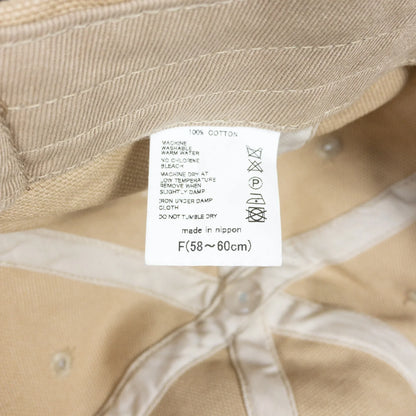 100% COTTON
MACHINE
WASHABLE
WARM WATER
NO CHLORINE
BLEACH
MACHINE DRY AT
LOW TEMPERATURE
REMOVE WHEN
SLIGHTLY DAMP
IRON UNDER DAMP
CLOTH
DO NOT TUMBLE DRY
P
made in nippon
F(58～60cm)